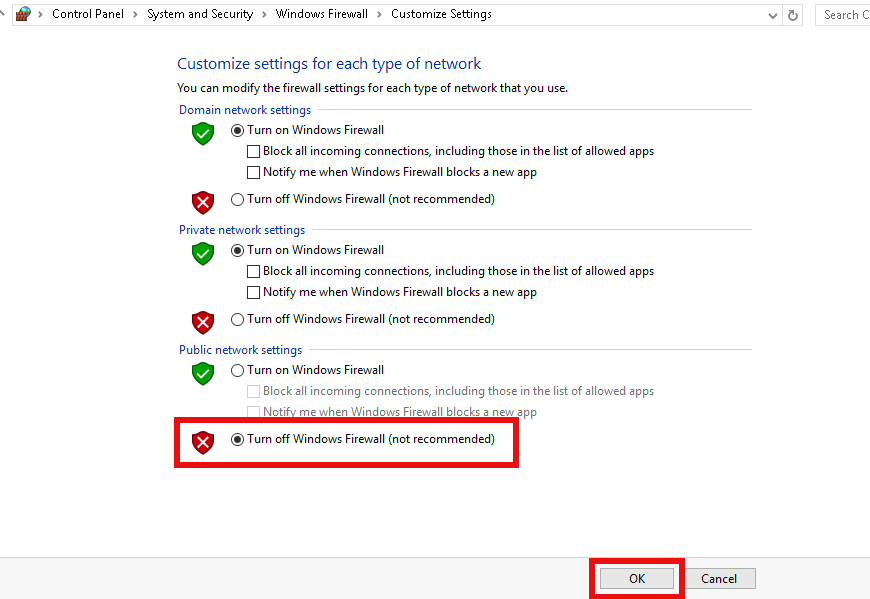 Control Panel › System and Security › Windows Firewall › Customize Settings
Search C
Customize settings for each type of network
You can modify the firewall settings for each type of network that you use.
Domain network settings
Turn on Windows Firewall
Block all incoming connections, including those in the list of allowed apps
Notify me when Windows Firewall blocks a new app
Turn off Windows Firewall (not recommended)
Private network settings
Turn on Windows Firewall
Block all incoming connections, including those in the list of allowed apps
Notify me when Windows Firewall blocks a new app
Turn off Windows Firewall (not recommended)
Public network settings
Turn on Windows Firewall
Block all incoming connections, including those in the list of allowed apps
Notify me when Windows Firewall blocks a new app
Turn off Windows Firewall (not recommended)
OK
Cancel